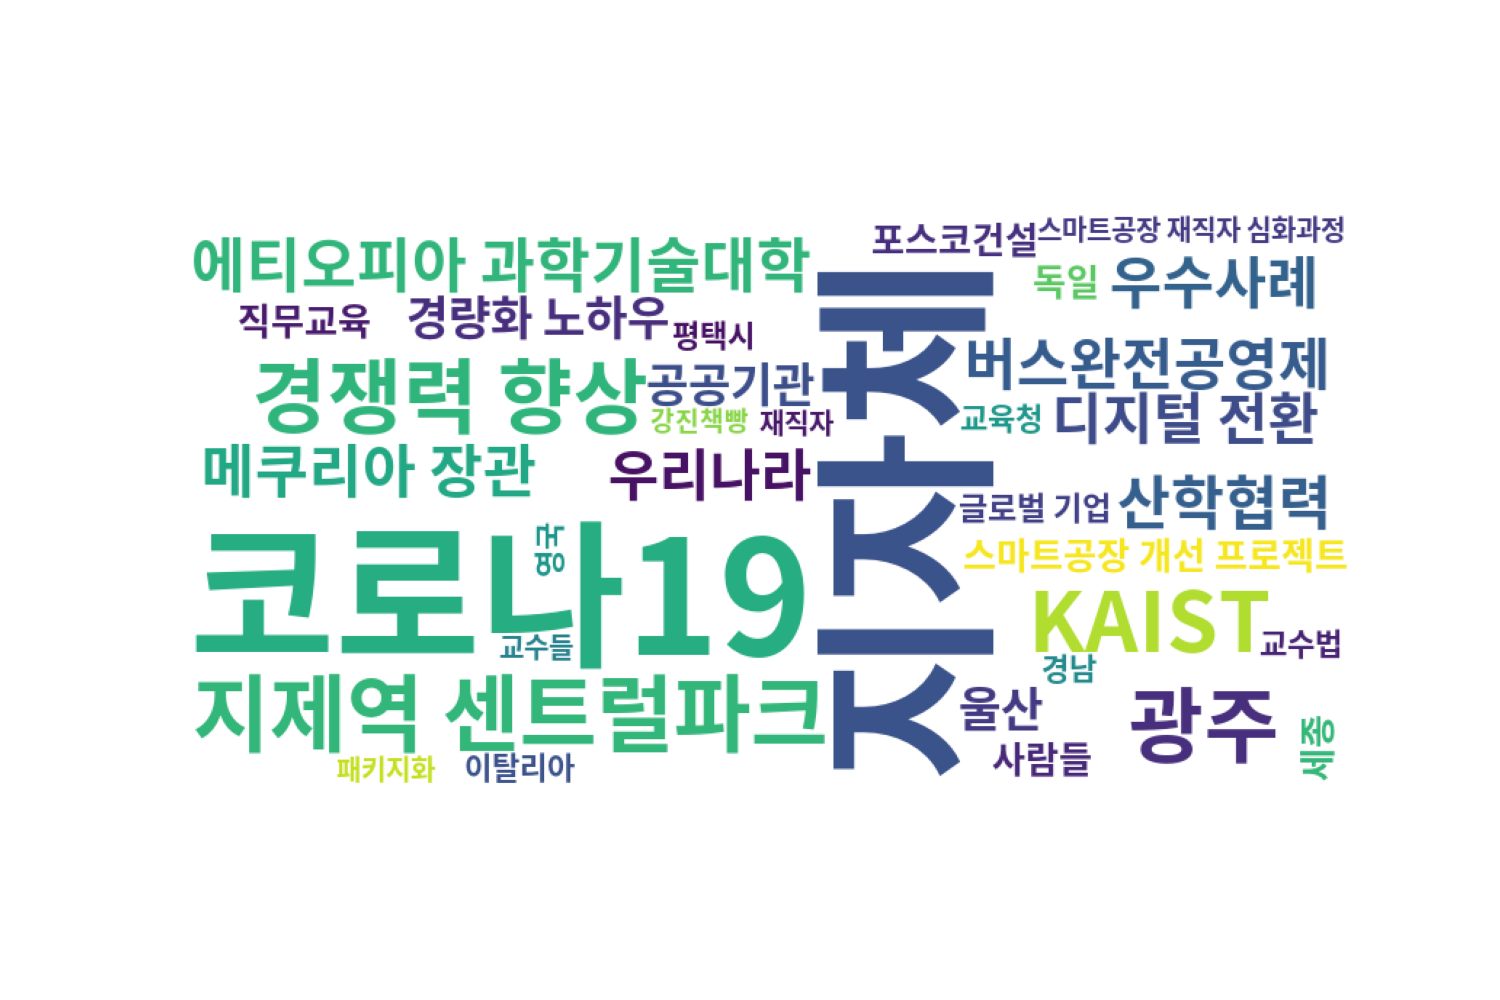 에티오피아 과학기술대학
직무교육
경량화 노하우
평택시
경쟁력 향상
공공기관
강진책빵
재직자
메쿠리아 장관
우리나라
코로나19
영국
교수들
지제역 센트럴파크
패키지화
이탈리아
지자체
포스코건설
스마트공장 재직자 심화과정
독일
우수사례
버스완전공영제
교육청
디지털 전환
글로벌 기업
산학협력
스마트공장 개선 프로젝트
KAIST
교수법
경남
울산
광주
사람들
세종